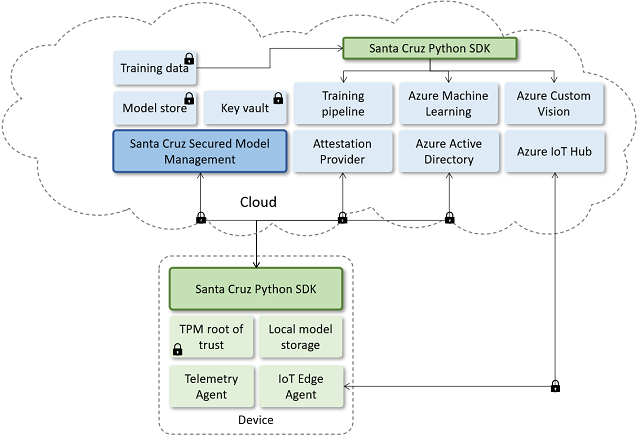 Santa Cruz Python SDK
Training data
Model store
Key vault
Training
pipeline
Azure Machine
Learning
Azure Custom
Vision
Santa Cruz Secured Model
Management
Attestation
Provider
Azure Active
Directory
Azure IoT Hub
Cloud
Santa Cruz Python SDK
TPM root of
trust
Local model
storage
Telemetry
Agent
IoT Edge
Agent
Device